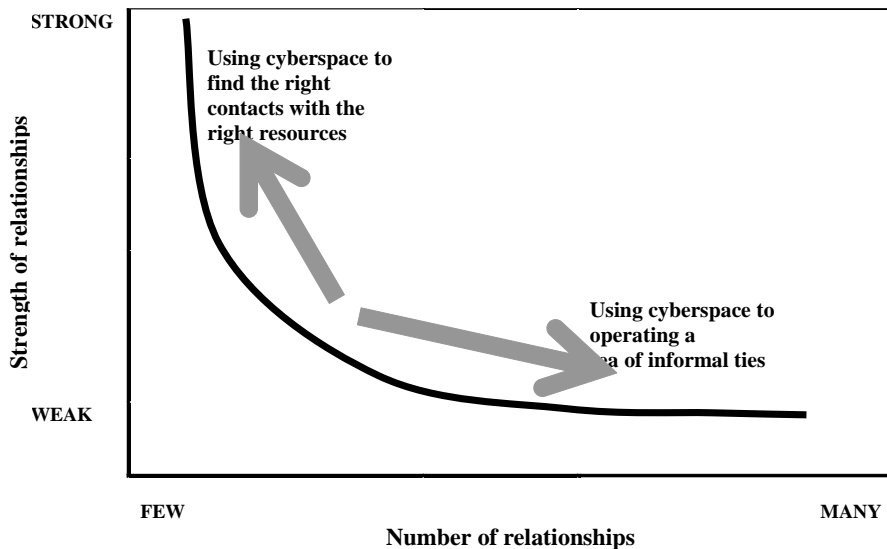 STRONG
Using cyberspace to
find the right
contacts with the
right resources
Strength of relationships
Using cyberspace to
operating a
of informal ties
WEAK
FEW
MANY
Number of relationships